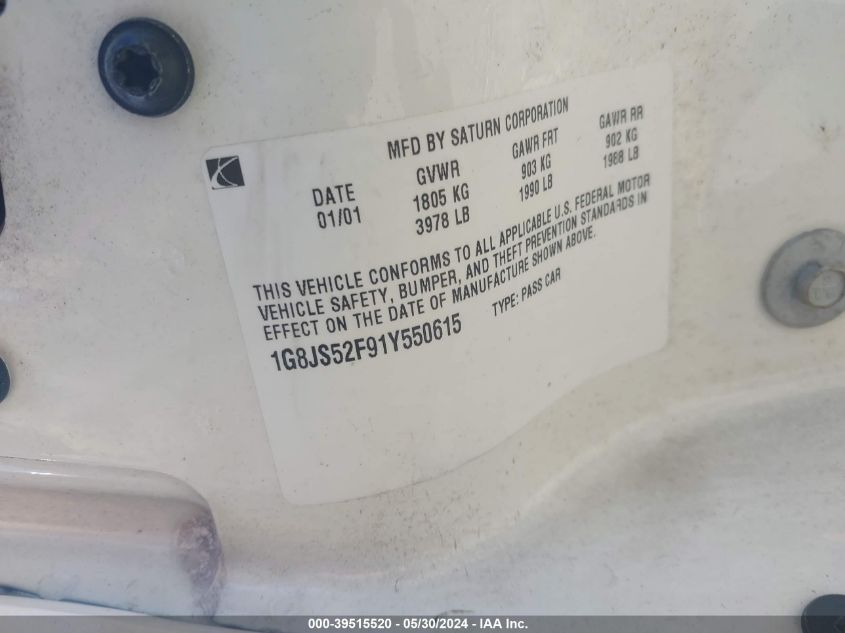 MFD BY SATURN CORPORATION
DATE GVWR GAWR FRT GAWR RR
01/01 1805 KG 903 KG 902 KG
3978 LB 1990 LB 1988 LB
THIS VEHICLE CONFORMS TO ALL APPLICABLE U.S. FEDERAL MOTOR
VEHICLE SAFETY, BUMPER, AND THEFT PREVENTION STANDARDS IN
EFFECT ON THE DATE OF MANUFACTURE SHOWN ABOVE.
1G8JS52F91Y550615 TYPE: PASS CAR
000-39515520 - 05/30/2024 - IAA Inc.